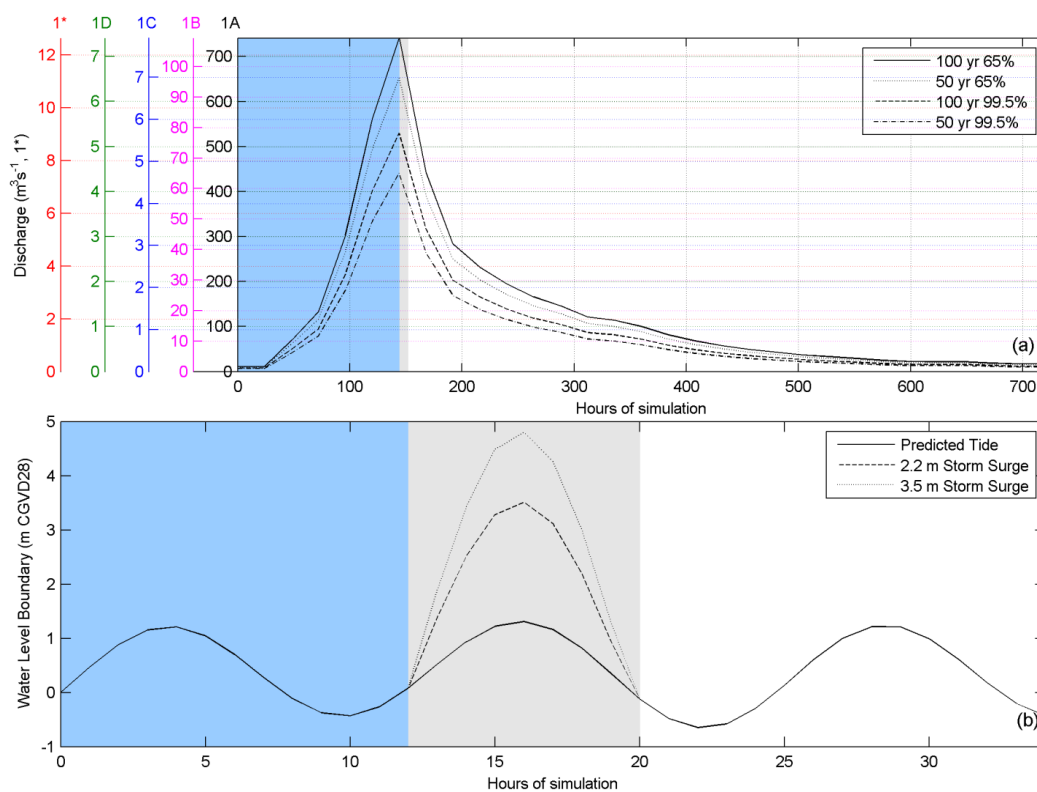 1* 1D 1C 1B 1A
12 7 7 100 700
10 6 6 90 600
8 5 5 80 500
6 4 4 70 400
4 3 3 60 300
2 2 2 50 200
0 1 1 40 100
0 0 30 0
20
10
0
Discharge (m³s⁻¹, 1*)
100 yr 65%
50 yr 65%
100 yr 99.5%
50 yr 99.5%
(a)
0 100 200 300 400 500 600 700
Hours of simulation
5
4
3
2
1
0
-1
Water Level Boundary (m CGVD28)
Predicted Tide
2.2 m Storm Surge
3.5 m Storm Surge
(b)
0 5 10 15 20 25 30
Hours of simulation